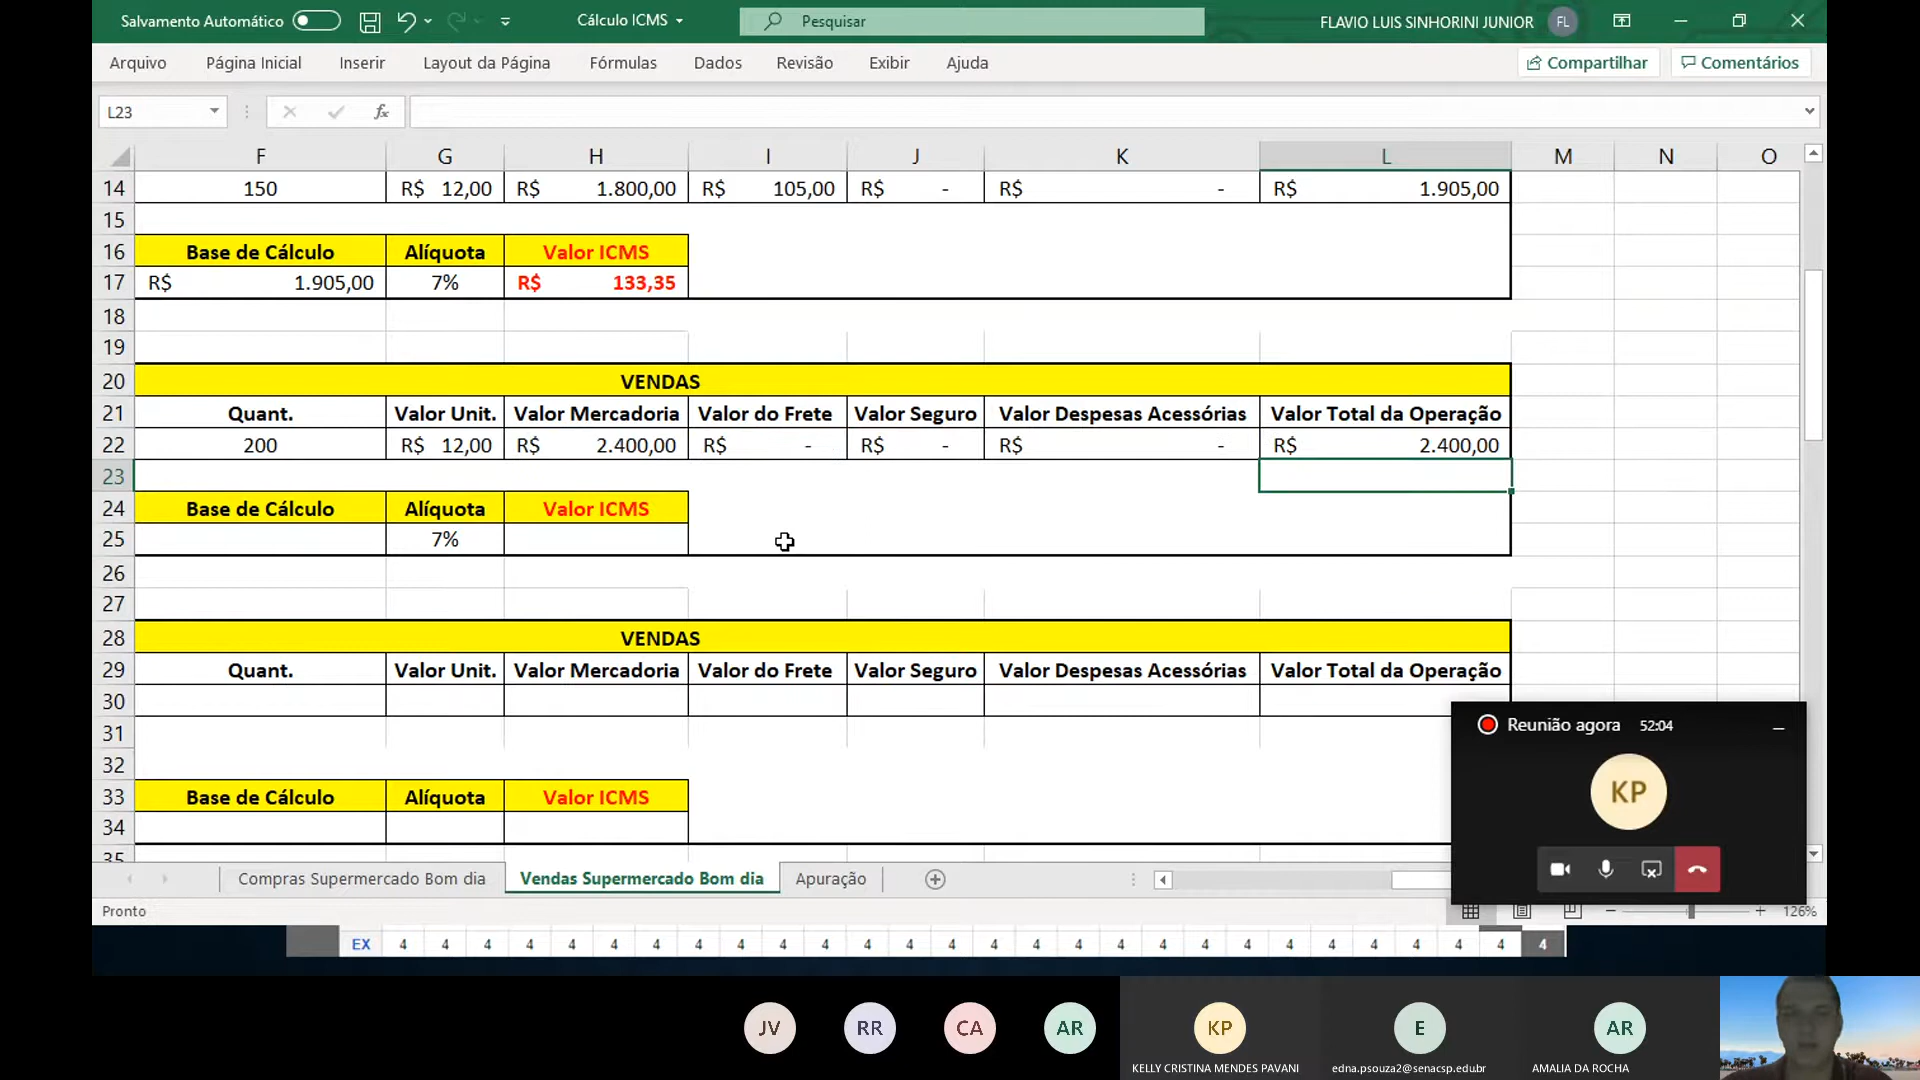 Salvamento Automático
Cálculo ICMS
Pesquisar
FLAVIO LUIS SINHORINI JUNIOR FL
Arquivo Página Inicial Inserir Layout da Página Fórmulas Dados Revisão Exibir Ajuda Compartilhar Comentários
L23 fx
F G H I J K L M N O
14 150 R$ 12,00 R$ 1.800,00 R$ 105,00 R$ - R$ - R$ 1.905,00
15
16 Base de Cálculo Alíquota Valor ICMS
17 R$ 1.905,00 7% R$ 133,35
18
19
20 VENDAS
21 Quant. Valor Unit. Valor Mercadoria Valor do Frete Valor Seguro Valor Despesas Acessórias Valor Total da Operação
22 200 R$ 12,00 R$ 2.400,00 R$ - R$ - R$ - R$ 2.400,00
23
24 Base de Cálculo Alíquota Valor ICMS
25 7%
26
27
28 VENDAS
29 Quant. Valor Unit. Valor Mercadoria Valor do Frete Valor Seguro Valor Despesas Acessórias Valor Total da Operação
30
31
32
33 Base de Cálculo Alíquota Valor ICMS
34
35
Reunião agora 52:04
KP
Compras Supermercado Bom dia Vendas Supermercado Bom dia Apuração
Pronto
126%
EX 4 4 4 4 4 4 4 4 4 4 4 4 4 4 4 4 4 4 4 4 4 4 4 4 4 4 4 4
JV RR CA AR KP E AR
KELLY CRISTINA MENDES PAVANI edna.psouza2@senacsp.edu.br AMALIA DA ROCHA